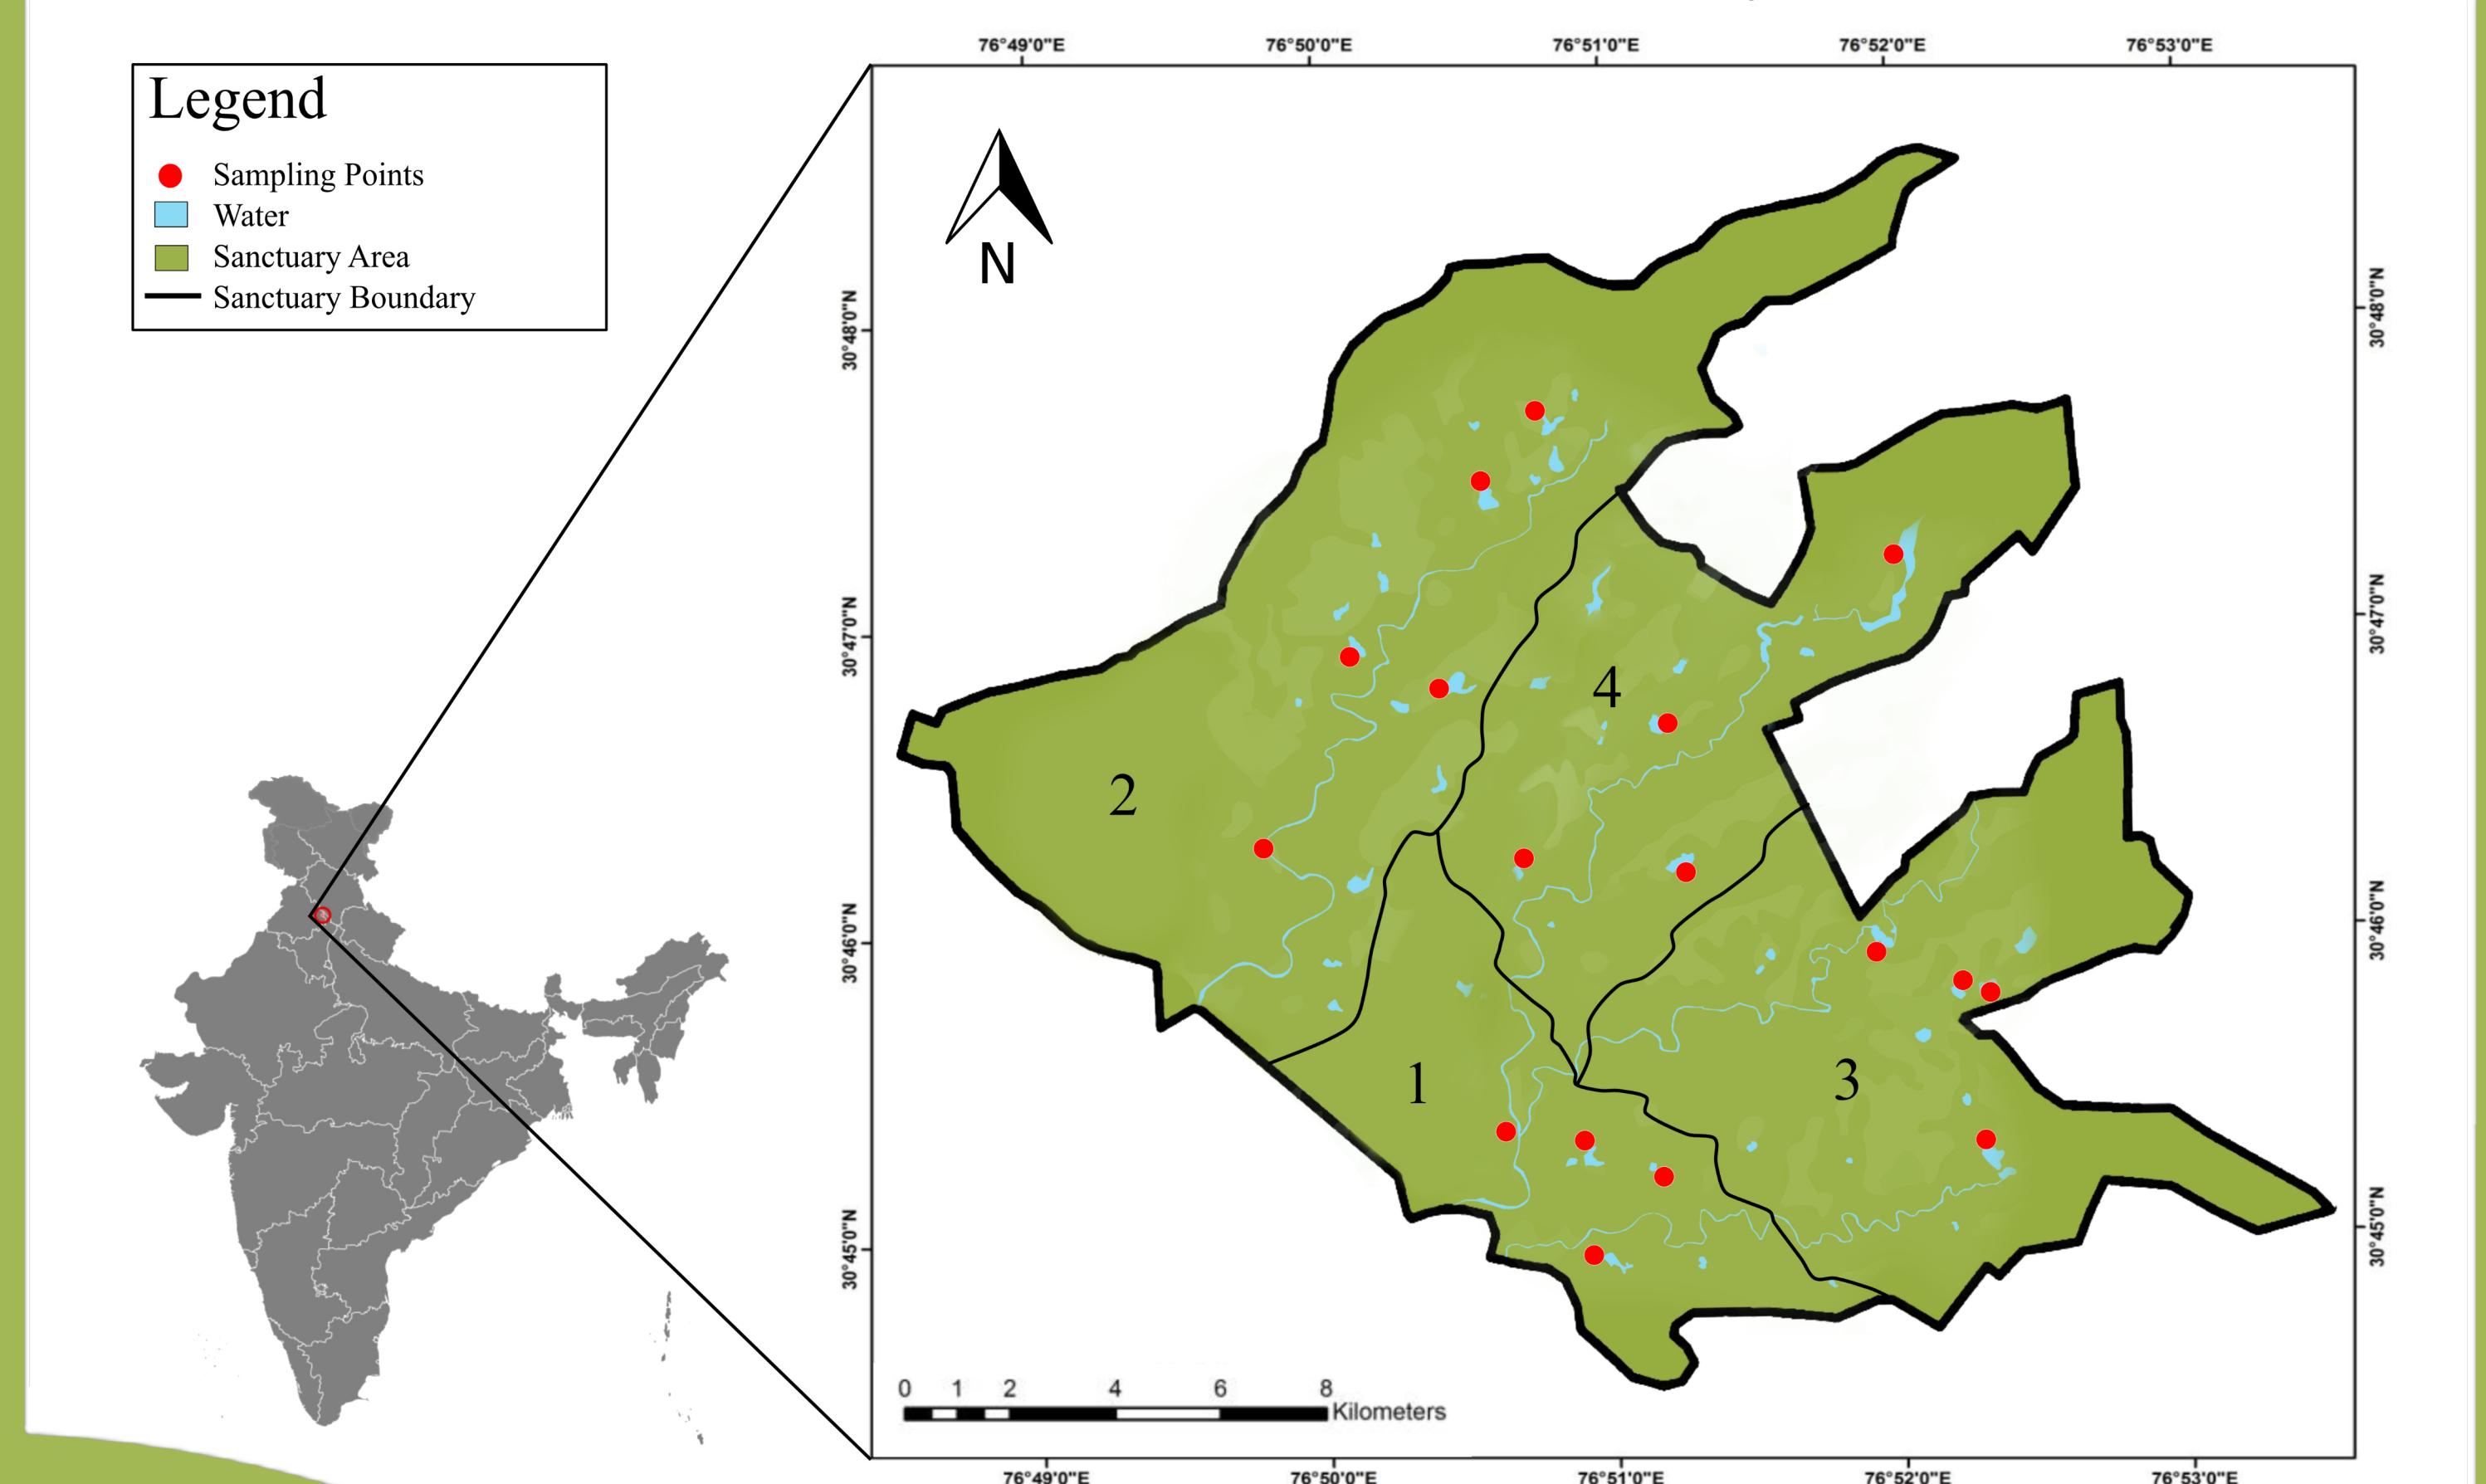 Legend
Sampling Points
Water
Sanctuary Area
Sanctuary Boundary
76°49'0"E 76°50'0"E 76°51'0"E 76°52'0"E 76°53'0"E
N
30°48'0"N
30°47'0"N
30°46'0"N
30°45'0"N
30°48'0"N
30°47'0"N
30°46'0"N
30°45'0"N
4
2
1
3
0 1 2 4 6 8
Kilometers
76°49'0"E 76°50'0"E 76°51'0"E 76°52'0"E 76°53'0"E